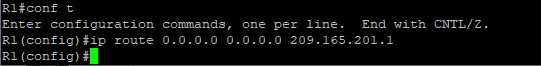 R1#conf t
Enter configuration commands, one per line.  End with CNTL/Z.
R1(config)#ip route 0.0.0.0 0.0.0.0 209.165.201.1
R1(config)#